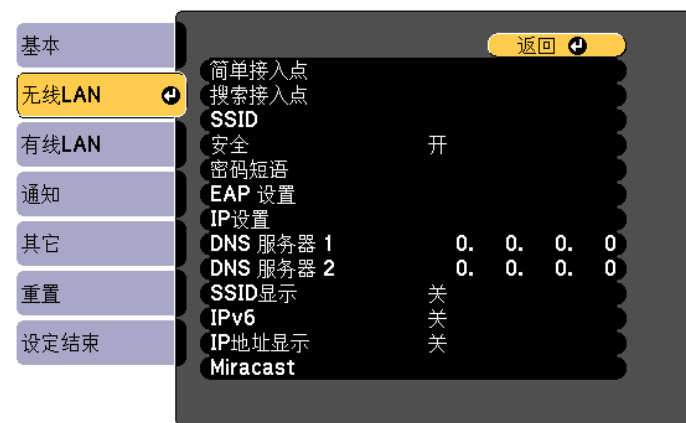 基本
无线LAN
有线LAN
通知
其它
重置
设定结束
返回
简单接入点
搜索接入点
SSID
安全 开
密码短语
EAP 设置
IP设置
DNS 服务器 1 0. 0. 0. 0
DNS 服务器 2 0. 0. 0. 0
SSID显示 关
IPv6 关
IP地址显示 关
Miracast